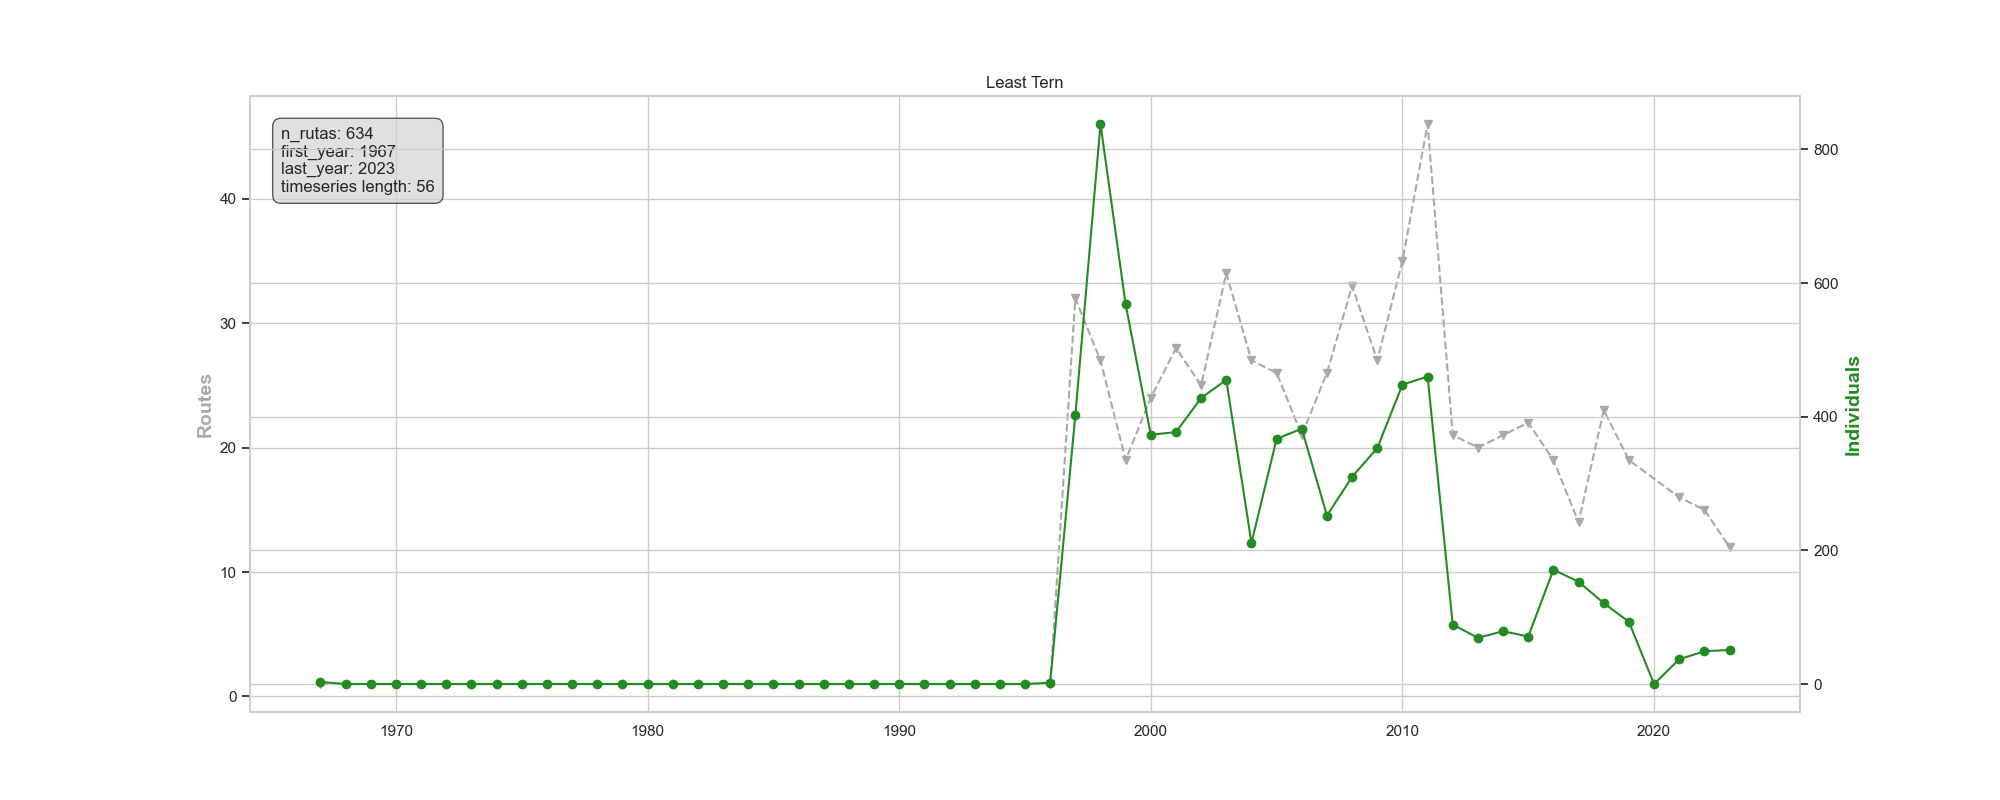 Least Tern
n_rutas: 634
first_year: 1967
last_year: 2023
timeseries length: 56
Routes
40
30
20
10
0
800
600
400
200
0
Individuals
1970
1980
1990
2000
2010
2020